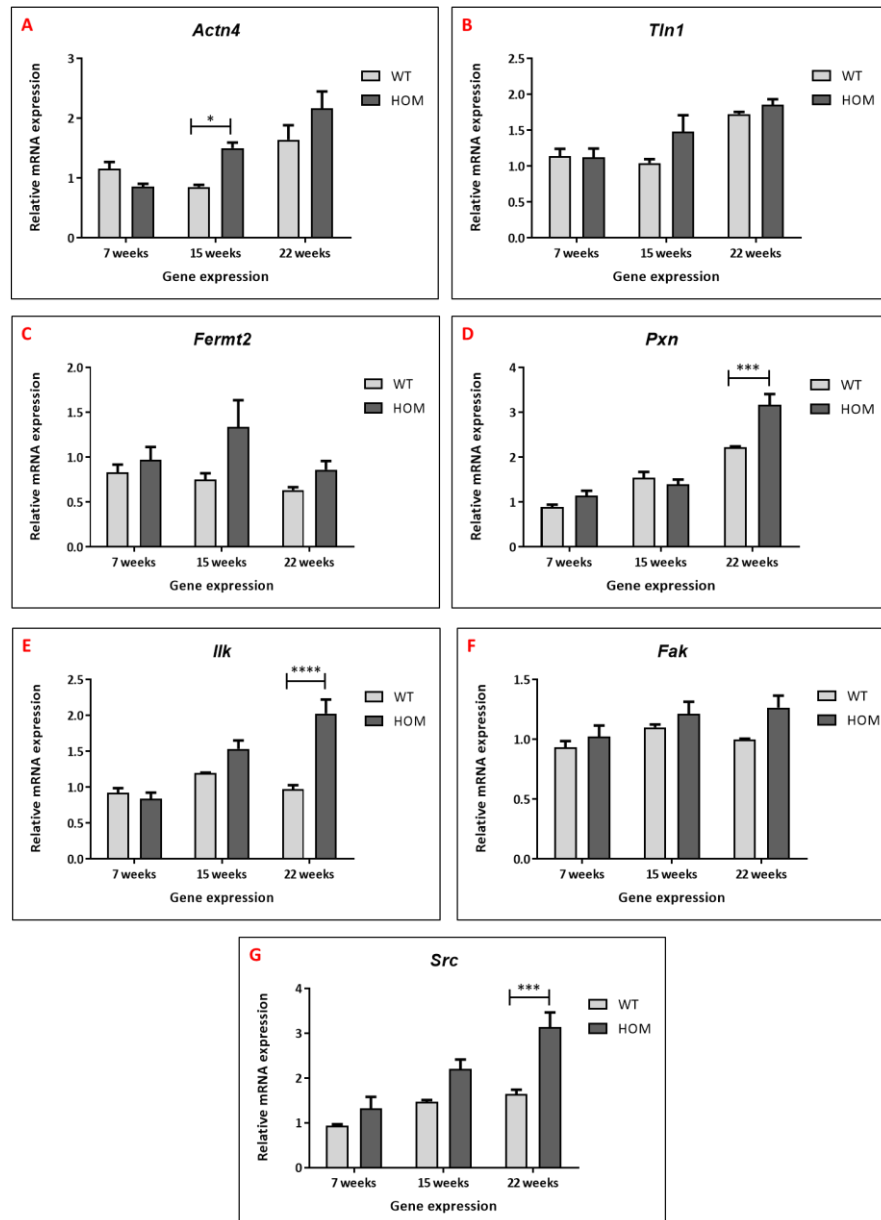 A
Actn4
Relative mRNA expression
3
2
1
0
*
WT
HOM
7 weeks 15 weeks 22 weeks
Gene expression
B
Tln1
Relative mRNA expression
2.5
2.0
1.5
1.0
0.5
0.0
WT
HOM
7 weeks 15 weeks 22 weeks
Gene expression
C
Fermt2
Relative mRNA expression
2.0
1.5
1.0
0.5
0.0
WT
HOM
7 weeks 15 weeks 22 weeks
Gene expression
D
Pxn
Relative mRNA expression
4
3
2
1
0
***
WT
HOM
7 weeks 15 weeks 22 weeks
Gene expression
E
Ilk
Relative mRNA expression
2.5
2.0
1.5
1.0
0.5
0.0
****
WT
HOM
7 weeks 15 weeks 22 weeks
Gene expression
F
Fak
Relative mRNA expression
1.5
1.0
0.5
0.0
WT
HOM
7 weeks 15 weeks 22 weeks
Gene expression
G
Src
Relative mRNA expression
4
3
2
1
0
***
WT
HOM
7 weeks 15 weeks 22 weeks
Gene expression